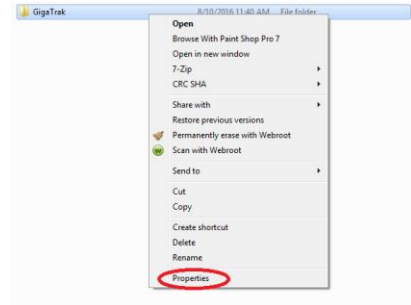 GigaTrak 8/10/2016 11:40 AM File folder
Open
Browse With Paint Shop Pro 7
Open in new window
7-Zip
CRC SHA
Share with
Restore previous versions
Permanently erase with Webroot
Scan with Webroot
Send to
Cut
Copy
Create shortcut
Delete
Rename
Properties